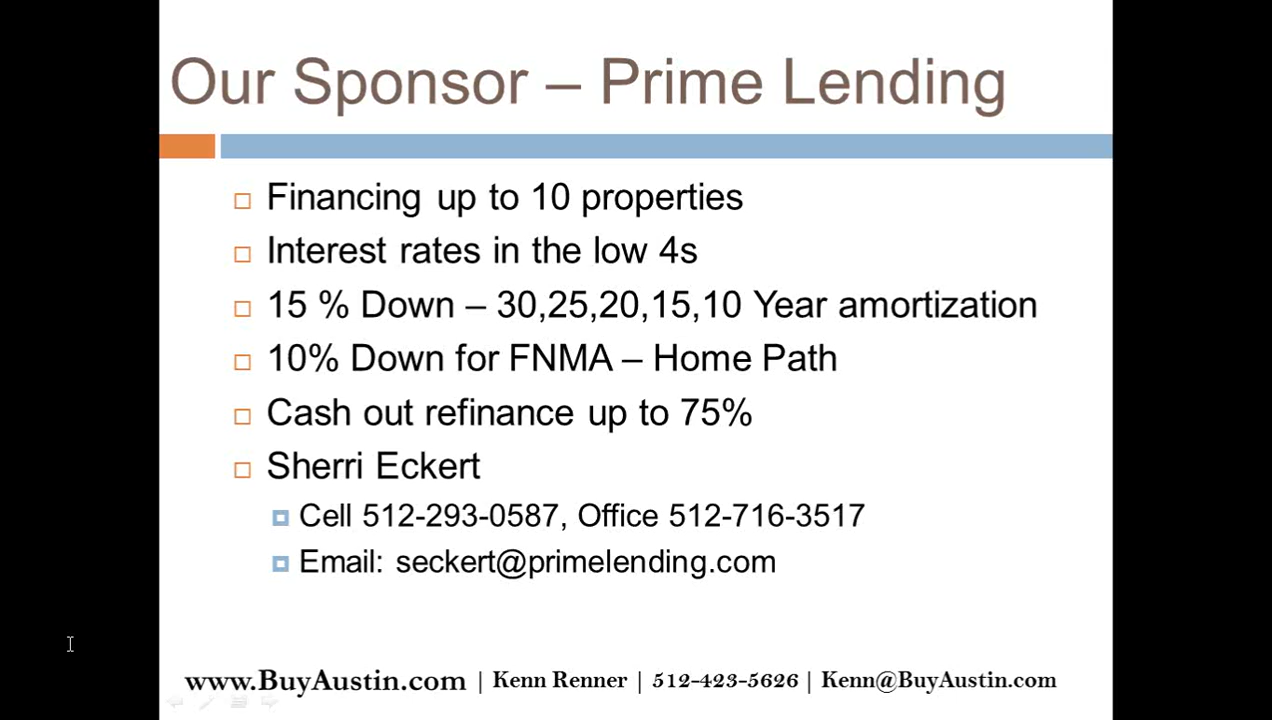 Our Sponsor – Prime Lending
Financing up to 10 properties
Interest rates in the low 4s
15 % Down – 30,25,20,15,10 Year amortization
10% Down for FNMA – Home Path
Cash out refinance up to 75%
Sherri Eckert
Cell 512-293-0587, Office 512-716-3517
Email: seckert@primelending.com
www.BuyAustin.com | Kenn Renner | 512-423-5626 | Kenn@BuyAustin.com